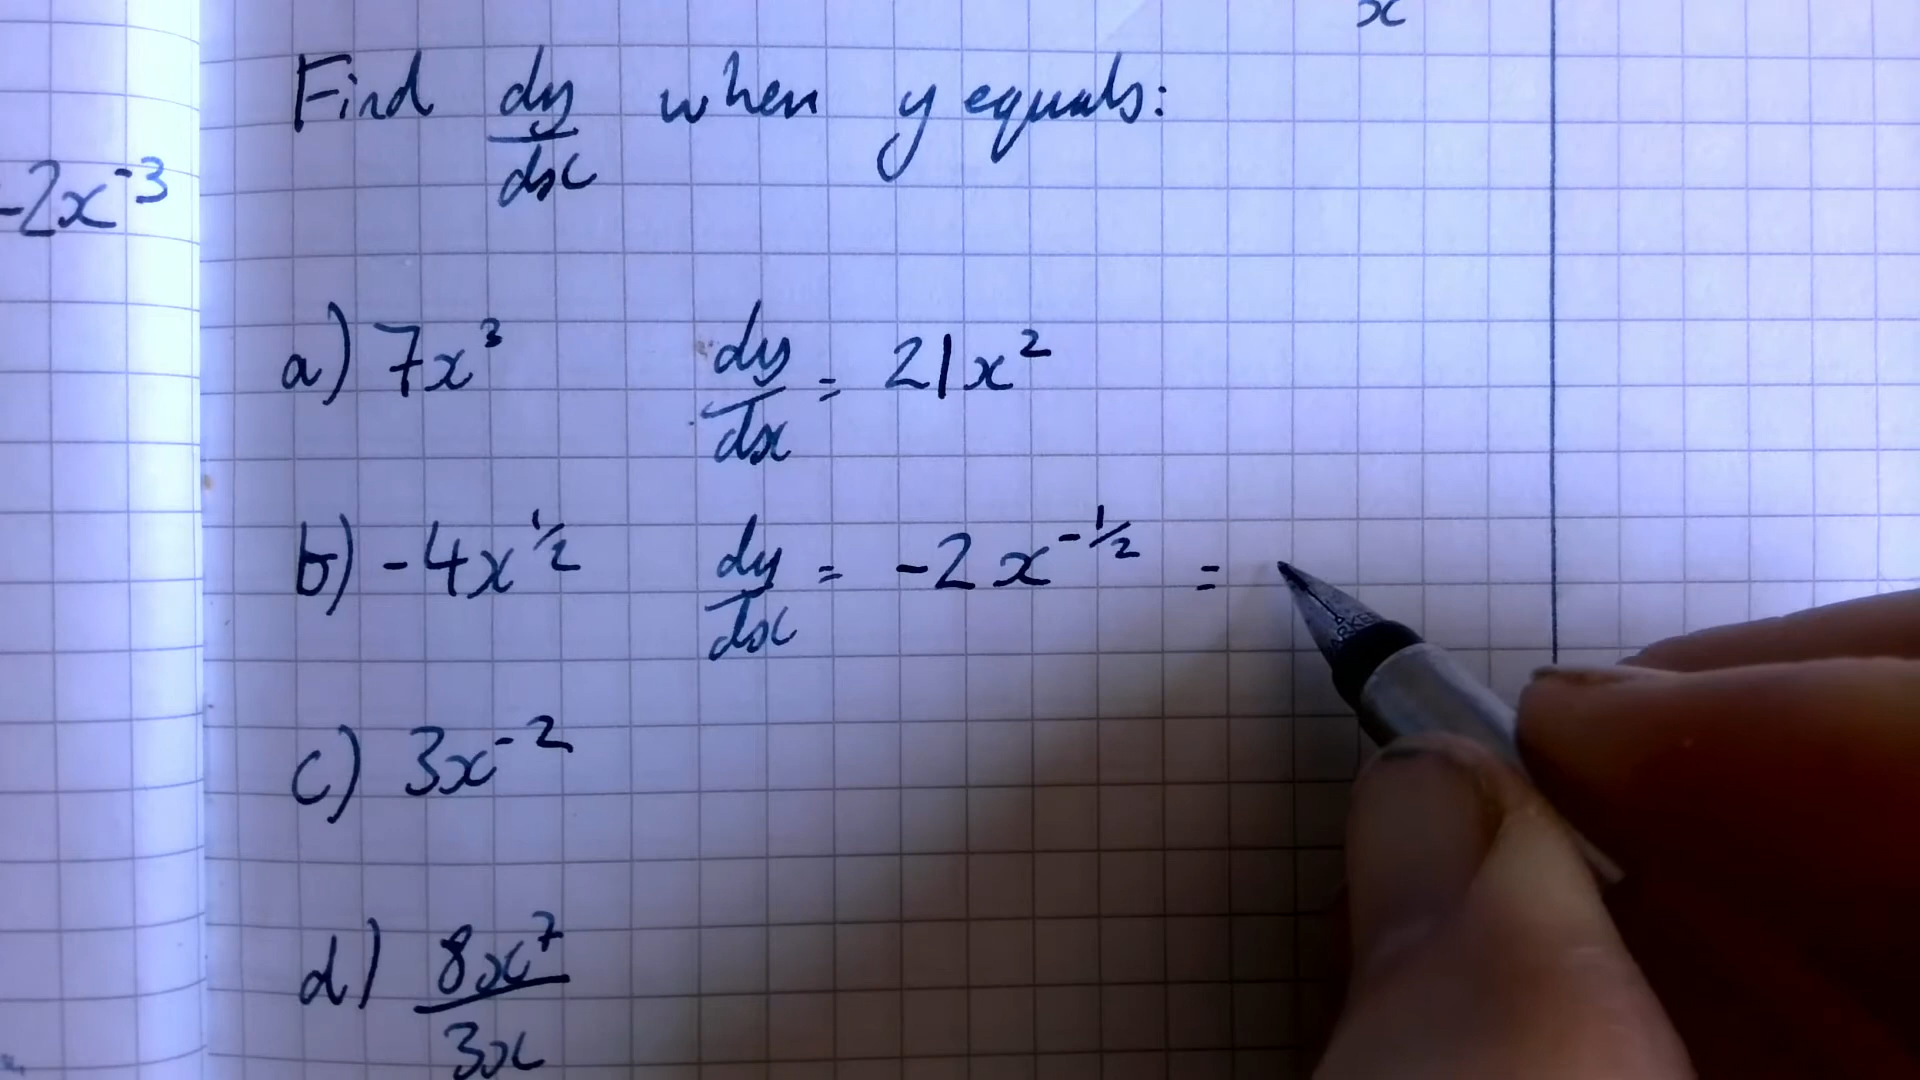 x
Find dy/dx when y equals:
-2x⁻³
a) 7x³ dy/dx = 21x²
b) -4x^½ dy/dx = -2x^-½ =
c) 3x⁻²
d) 8x⁷/3x